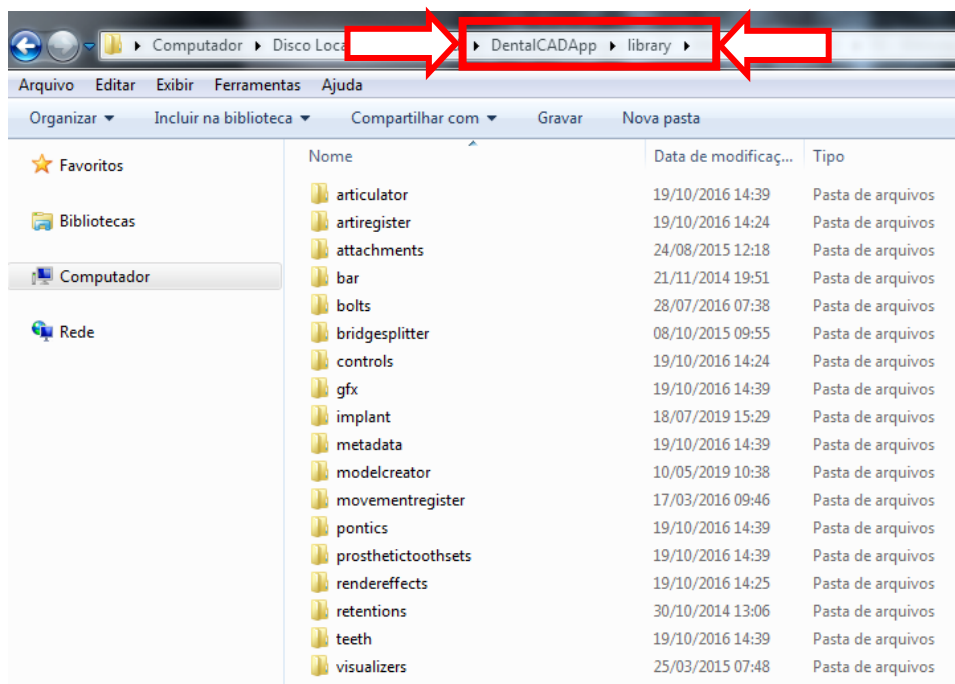 Computador Disco Loca DentalCADApp library
Arquivo Editar Exibir Ferramentas Ajuda
Organizar Incluir na biblioteca Compartilhar com Gravar Nova pasta
Favoritos
Bibliotecas
Computador
Rede
Nome Data de modificaç... Tipo
articulator 19/10/2016 14:39 Pasta de arquivos
artiregister 19/10/2016 14:24 Pasta de arquivos
attachments 24/08/2015 12:18 Pasta de arquivos
bar 21/11/2014 19:51 Pasta de arquivos
bolts 28/07/2016 07:38 Pasta de arquivos
bridgesplitter 08/10/2015 09:55 Pasta de arquivos
controls 19/10/2016 14:24 Pasta de arquivos
gfx 19/10/2016 14:39 Pasta de arquivos
implant 18/07/2019 15:29 Pasta de arquivos
metadata 19/10/2016 14:39 Pasta de arquivos
modelcreator 10/05/2019 10:38 Pasta de arquivos
movementregister 17/03/2016 09:46 Pasta de arquivos
pontics 19/10/2016 14:39 Pasta de arquivos
prosthetictoothsets 19/10/2016 14:39 Pasta de arquivos
rendereffects 19/10/2016 14:25 Pasta de arquivos
retentions 30/10/2014 13:06 Pasta de arquivos
teeth 19/10/2016 14:39 Pasta de arquivos
visualizers 25/03/2015 07:48 Pasta de arquivos